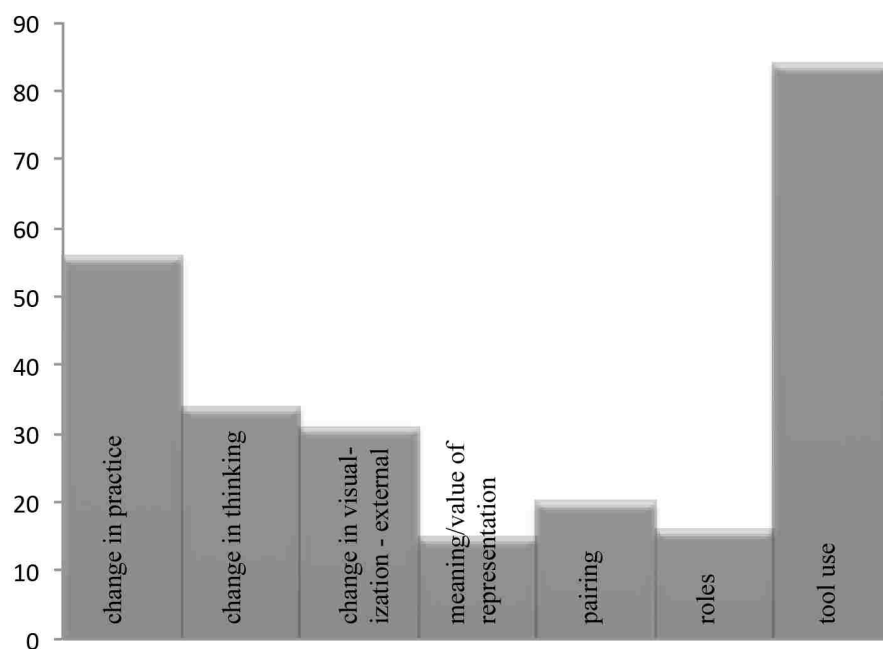 90
80
70
60
50
40
30
20
10
0
change in practice
change in thinking
change in visual-
ization - external
meaning/value of
representation
pairing
roles
tool use